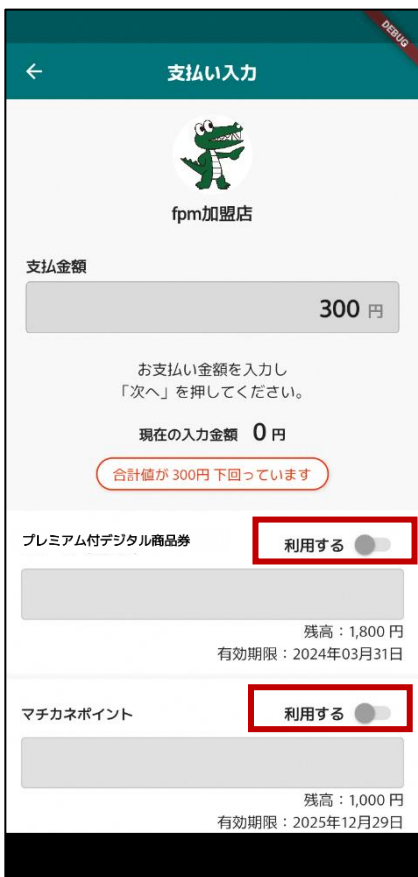 DEBUG
支払い入力
fpm加盟店
支払金額
300 円
お支払い金額を入力し
「次へ」を押してください。
現在の入力金額 0 円
合計値が 300円 下回っています
プレミアム付デジタル商品券 利用する
残高：1,800 円
有効期限：2024年03月31日
マチカネポイント 利用する
残高：1,000 円
有効期限：2025年12月29日